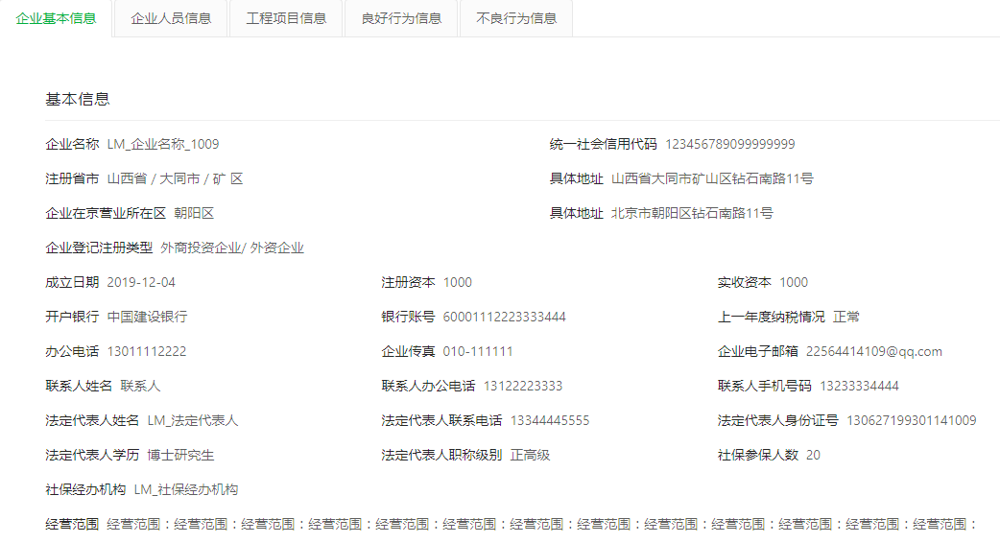 企业基本信息 企业人员信息 工程项目信息 良好行为信息 不良行为信息
基本信息
企业名称 LM_企业名称_1009 统一社会信用代码 123456789099999999
注册省市 山西省 / 大同市 / 矿 区 具体地址 山西省大同市矿山区钻石南路11号
企业在京营业所在区 朝阳区 具体地址 北京市朝阳区钻石南路11号
企业登记注册类型 外商投资企业/ 外资企业
成立日期 2019-12-04 注册资本 1000 实收资本 1000
开户银行 中国建设银行 银行账号 60001112223333444 上一年度纳税情况 正常
办公电话 13011112222 企业传真 010-111111 企业电子邮箱 22564414109@qq.com
联系人姓名 联系人 联系人办公电话 13122223333 联系人手机号码 13233334444
法定代表人姓名 LM_法定代表人 法定代表人联系电话 13344445555 法定代表人身份证号 130627199301141009
法定代表人学历 博士研究生 法定代表人职称级别 正高级 社保参保人数 20
社保经办机构 LM_社保经办机构
经营范围 经营范围：经营范围：经营范围：经营范围：经营范围：经营范围：经营范围：经营范围：经营范围：经营范围：经营范围：经营范围：经营范围：